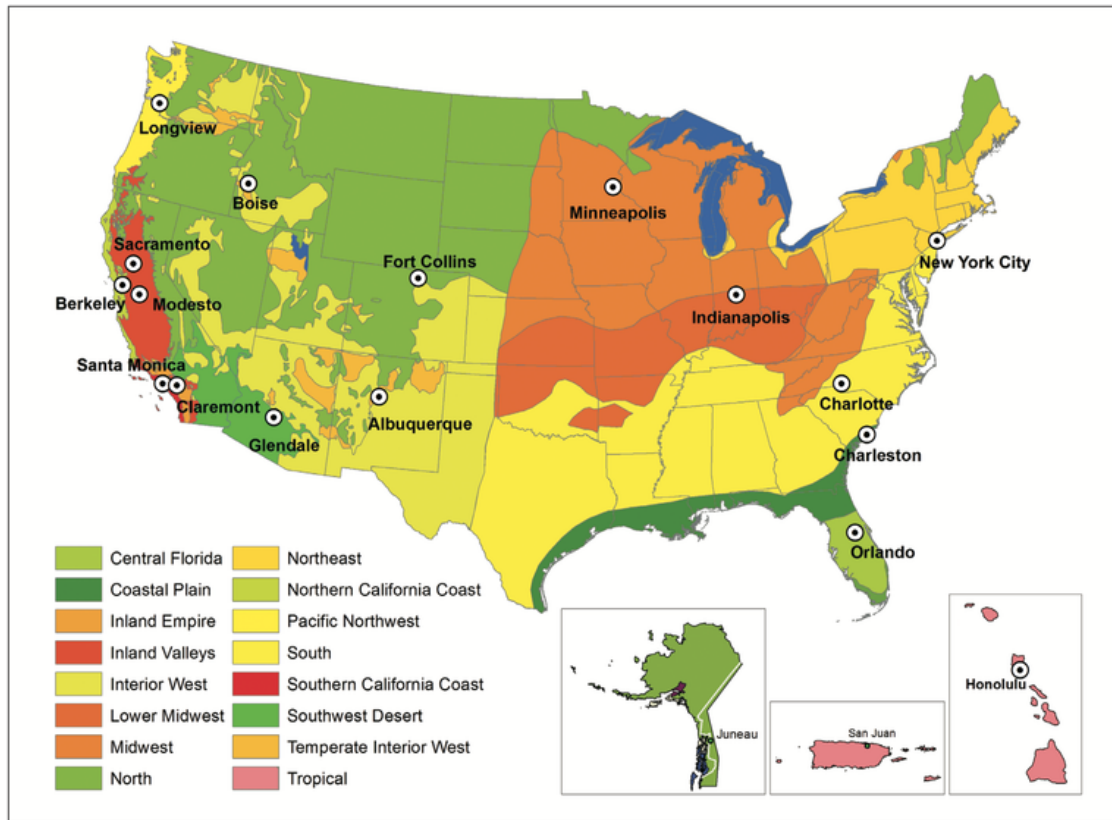 Longview
Boise
Minneapolis
Sacramento
Fort Collins
New York City
Berkeley
Modesto
Indianapolis
Santa Monica
Claremont
Charlotte
Glendale
Albuquerque
Charleston
Orlando
Central Florida
Coastal Plain
Inland Empire
Inland Valleys
Interior West
Lower Midwest
Midwest
North
Northeast
Northern California Coast
Pacific Northwest
South
Southern California Coast
Southwest Desert
Temperate Interior West
Tropical
Juneau
San Juan
Honolulu